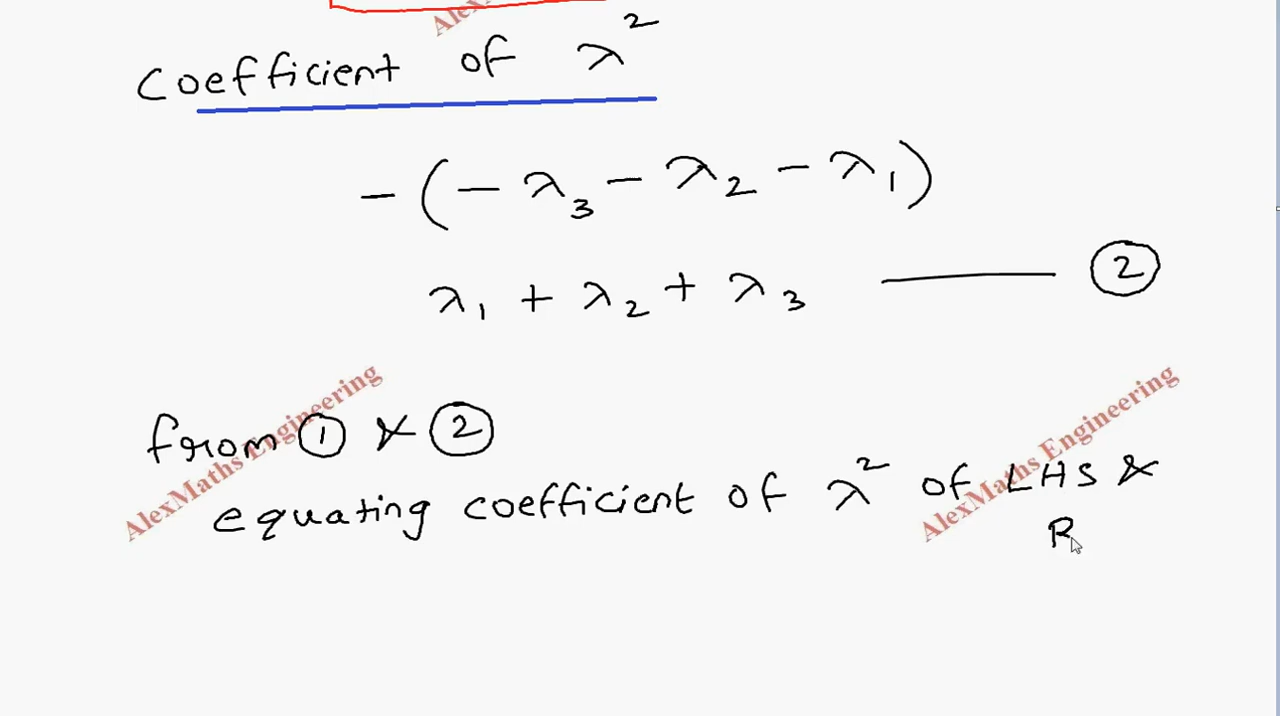 Coefficient of λ²
- (- λ₃ - λ₂ - λ₁)
λ₁ + λ₂ + λ₃ ——— ②
from ① & ②
equating coefficient of λ² of LHS &
R
AlexMaths Engineering
AlexMaths Engineering